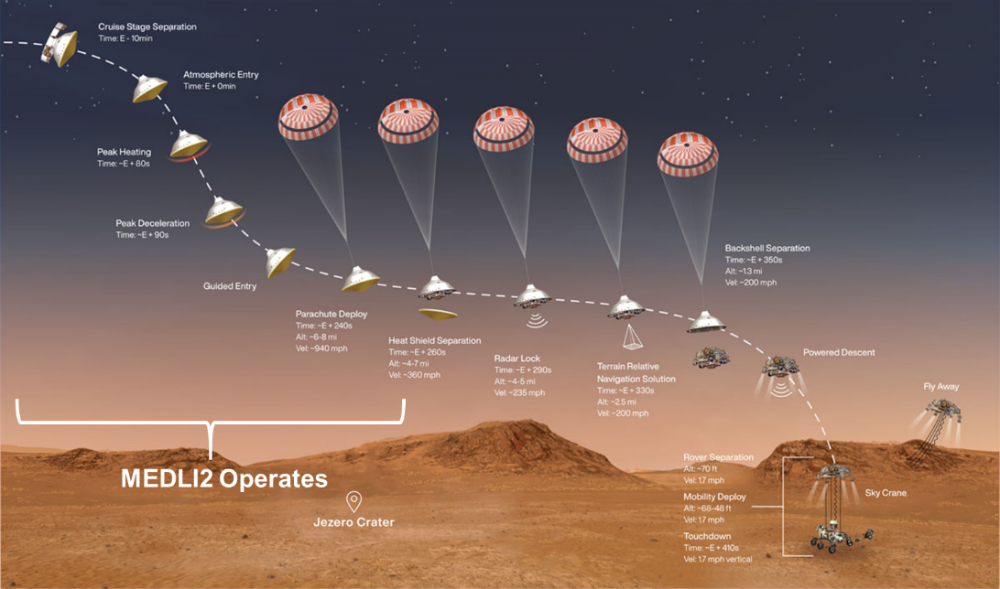 Cruise Stage Separation
Time: E - 10min
Atmospheric Entry
Time: E + 0min
Peak Heating
Time: ~E + 80s
Peak Deceleration
Time: ~E + 90s
Guided Entry
Parachute Deploy
Time: ~E + 240s
Alt: ~6-8 mi
Vel: ~940 mph
Heat Shield Separation
Time: ~E + 260s
Alt: ~4-7 mi
Vel: ~360 mph
Radar Lock
Time: ~E + 290s
Alt: ~4-5 mi
Vel: ~235 mph
Terrain Relative
Navigation Solution
Time: ~E + 330s
Alt: ~2.5 mi
Vel: ~200 mph
Backshell Separation
Time: ~E + 350s
Alt: ~1.3 mi
Vel: ~200 mph
Powered Descent
Fly Away
Rover Separation
Alt: ~70 ft
Vel: 1.7 mph
Mobility Deploy
Alt: ~68-48 ft
Vel: 1.7 mph
Touchdown
Time: ~E + 410s
Vel: 1.7 mph vertical
Sky Crane
MEDLI2 Operates
Jezero Crater